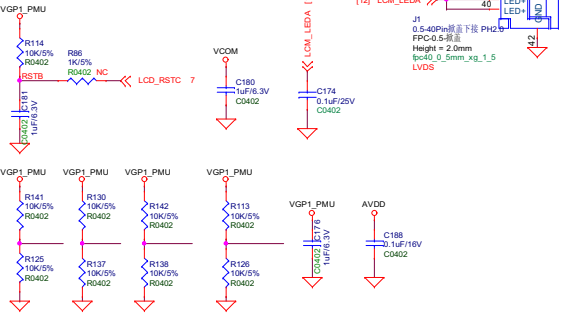 VGP1_PMU
R114
10K/5%
R0402
RSTB
R86
1K/5%
R0402 NC
LCD_RSTC 7
C181
1uF/6.3V
C0402
VCOM
C180
1uF/6.3V
C0402
LCM_LEDA [
C174
0.1uF/25V
C0402
[12] LCM_LEDA
40
LED+
LED+
GND
42
J1
0.5-40Pin掀盖下接 PH2.0
FPC-0.5-掀盖
Height = 2.0mm
fpc40_0_5mm_xg_1_5
LVDS
VGP1_PMU
R141
10K/5%
R0402
R125
10K/5%
R0402
VGP1_PMU
R130
10K/5%
R0402
R137
10K/5%
R0402
VGP1_PMU
R142
10K/5%
R0402
R138
10K/5%
R0402
VGP1_PMU
R113
10K/5%
R0402
R126
10K/5%
R0402
VGP1_PMU
C176
1uF/6.3V
C0402
AVDD
C188
0.1uF/16V
C0402